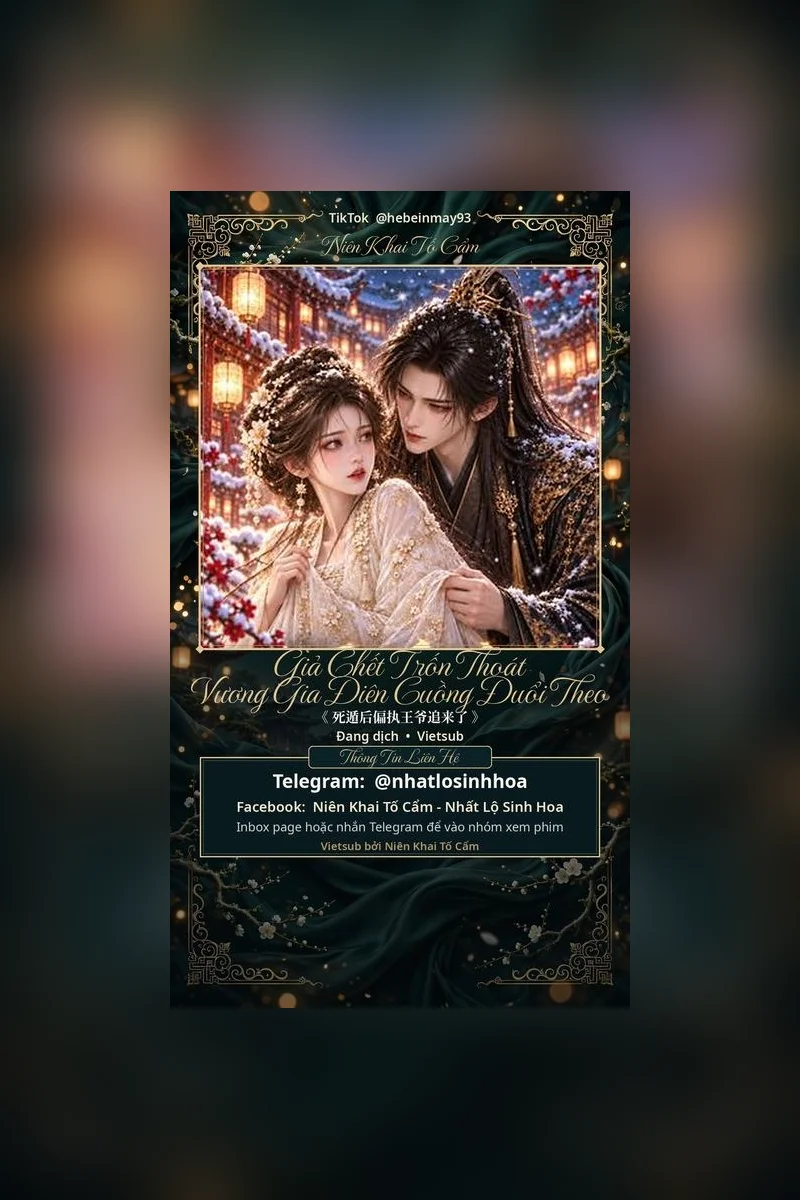 TikTok @hebeinmay93
Niên Khai Tố Cẩm
Giả Chết Trốn Thoát
Vương Gia Điên Cuồng Đuổi Theo
《死遁后偏执王爷追来了》
Đang dịch • Vietsub
Thông Tin Liên Hệ
Telegram: @nhatlosinhhoa
Facebook: Niên Khai Tố Cẩm - Nhất Lộ Sinh Hoa
Inbox page hoặc nhắn Telegram để vào nhóm xem phim
Vietsub bởi Niên Khai Tố Cẩm